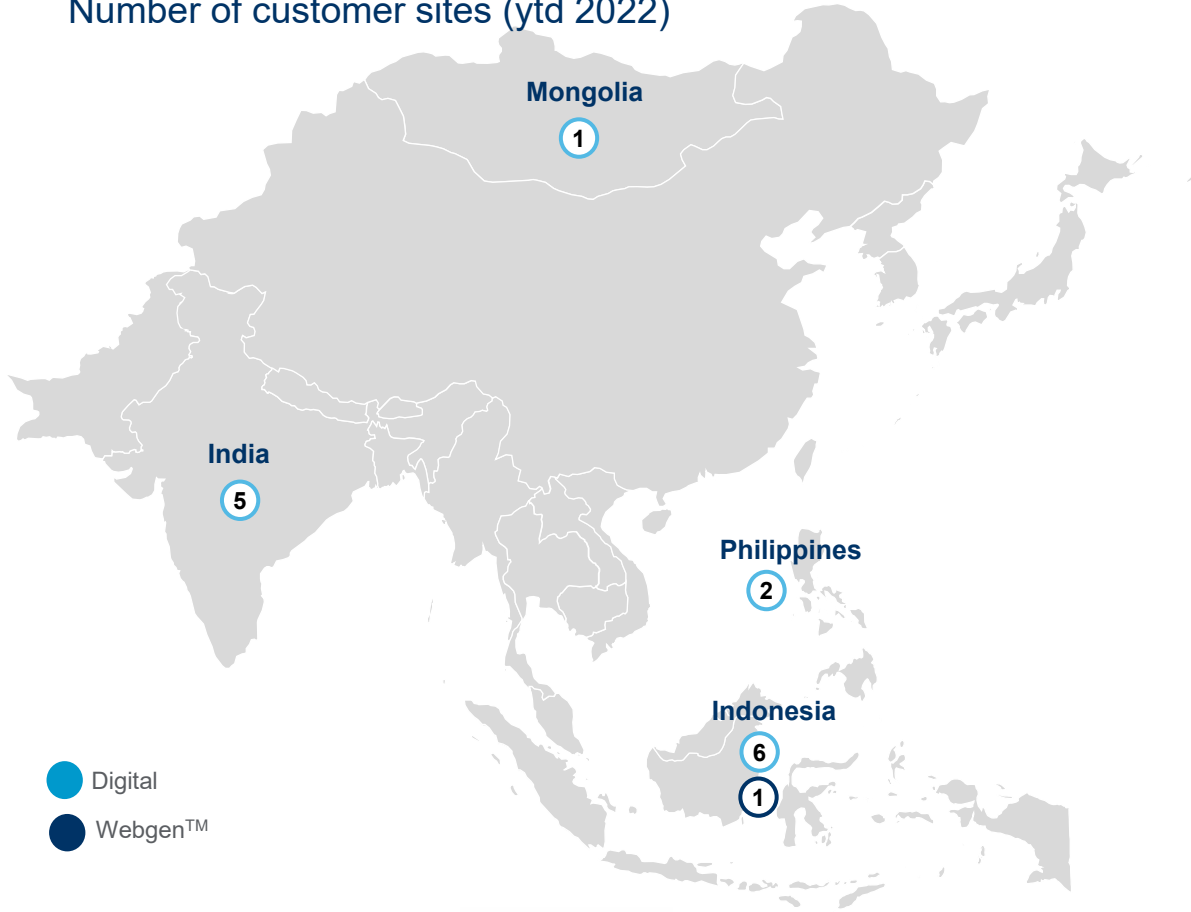 Number of customer sites (ytd 2022)
Mongolia
1
India
5
Philippines
2
Indonesia
6
1
Digital
Webgen™